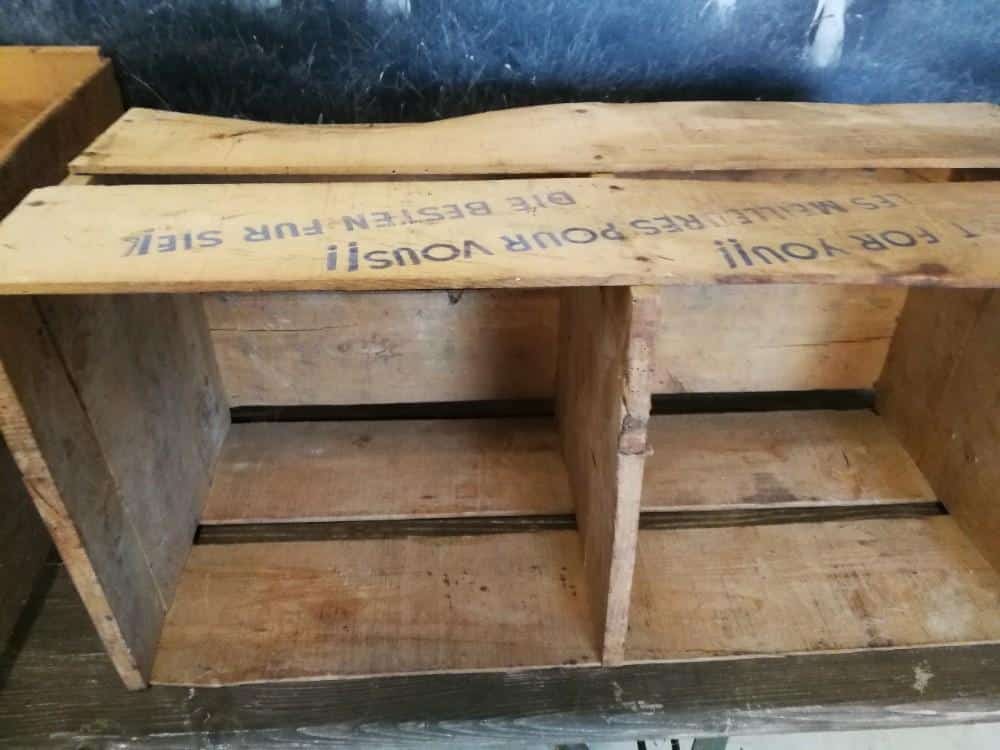 T FOR YOU!!
LES MEILLEURES POUR VOUS!!
DIE BESTEN FUR SIE!!